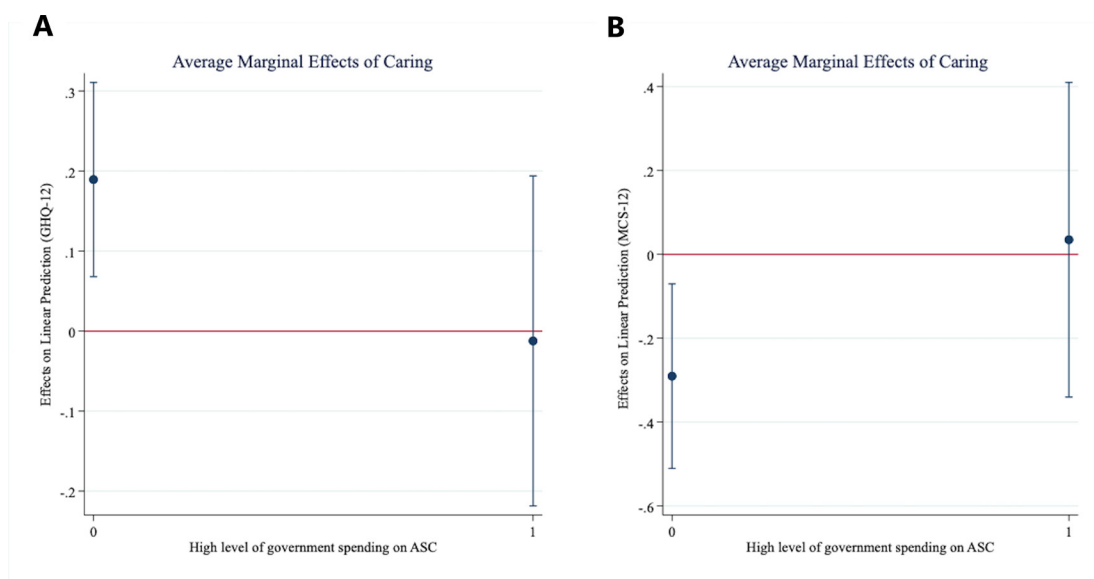 A
Average Marginal Effects of Caring
Effects on Linear Prediction (GHQ-12)
.3
.2
.1
0
-.1
-.2
0 1
High level of government spending on ASC
B
Average Marginal Effects of Caring
Effects on Linear Prediction (MCS-12)
.4
.2
0
-.2
-.4
-.6
0 1
High level of government spending on ASC